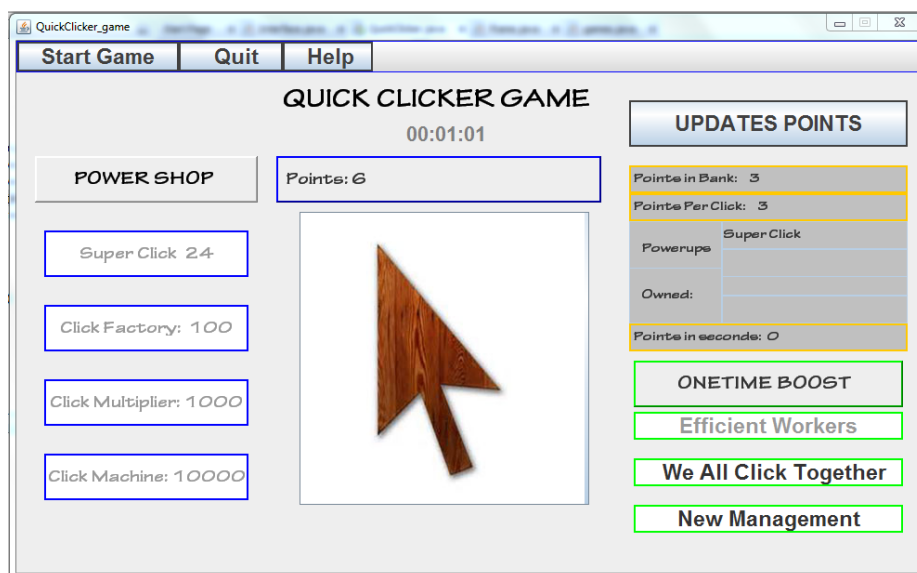 QuickClicker_game
Start Game Quit Help
QUICK CLICKER GAME
00:01:01
UPDATES POINTS
POWER SHOP
Points: 6
Points in Bank: 3
Points Per Click: 3
Powerups
Super Click
Owned:
Points in seconds: 0
Super Click 24
Click Factory: 100
Click Multiplier: 1000
Click Machine: 10000
ONETIME BOOST
Efficient Workers
We All Click Together
New Management